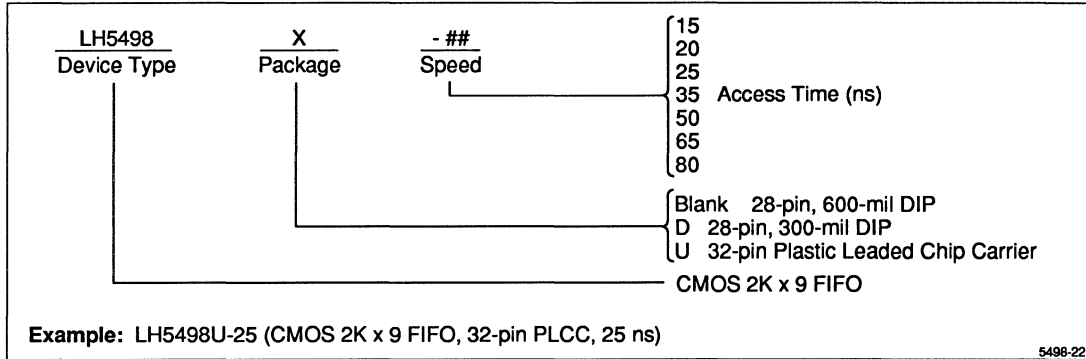 LH5498 X - ##
Device Type Package Speed
15
20
25
35 Access Time (ns)
50
65
80
Blank 28-pin, 600-mil DIP
D 28-pin, 300-mil DIP
U 32-pin Plastic Leaded Chip Carrier
CMOS 2K x 9 FIFO
Example: LH5498U-25 (CMOS 2K x 9 FIFO, 32-pin PLCC, 25 ns)
5498-22